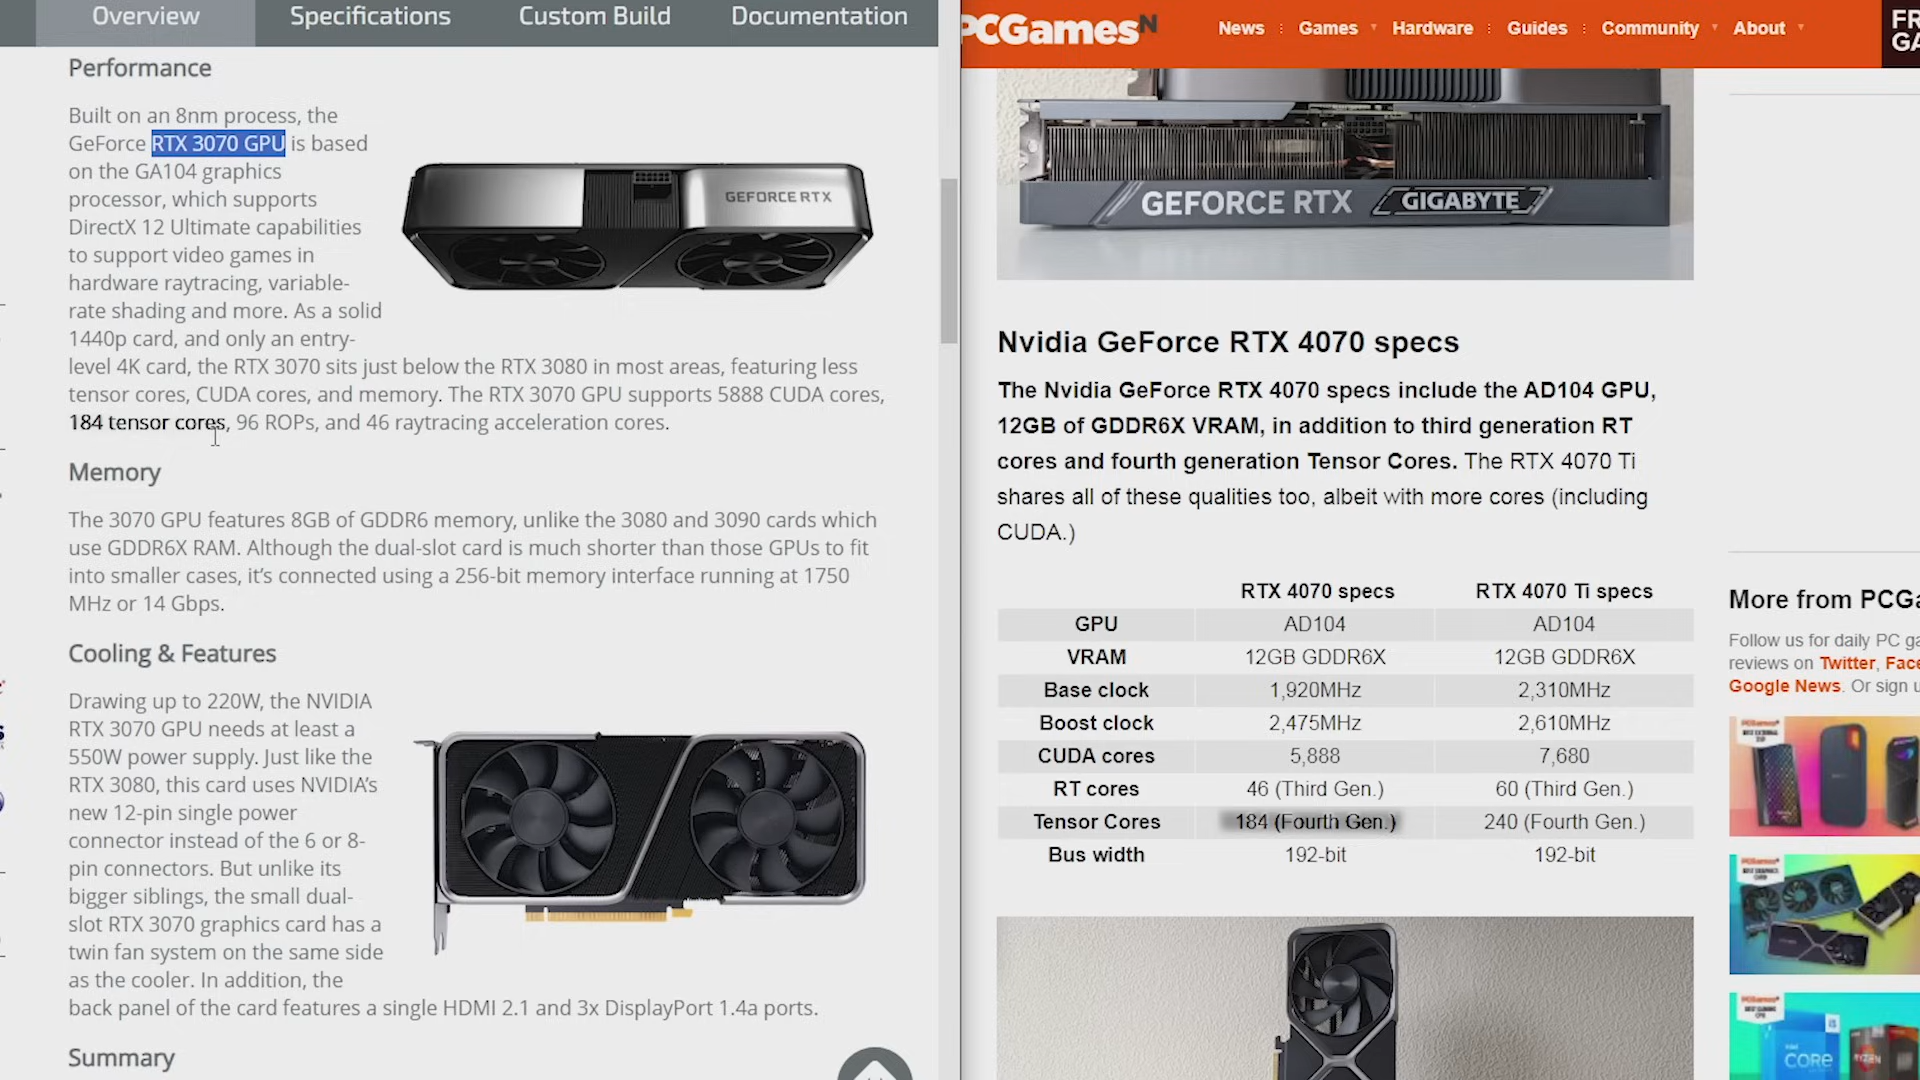 Overview
Specifications
Custom Build
Documentation
Performance
Built on an 8nm process, the
GeForce RTX 3070 GPU is based
on the GA104 graphics
processor, which supports
DirectX 12 Ultimate capabilities
to support video games in
hardware raytracing, variable-
rate shading and more. As a solid
1440p card, and only an entry-
level 4K card, the RTX 3070 sits just below the RTX 3080 in most areas, featuring less
tensor cores, CUDA cores, and memory. The RTX 3070 GPU supports 5888 CUDA cores,
184 tensor cores, 96 ROPs, and 46 raytracing acceleration cores.
GEFORCE RTX
Memory
The 3070 GPU features 8GB of GDDR6 memory, unlike the 3080 and 3090 cards which
use GDDR6X RAM. Although the dual-slot card is much shorter than those GPUs to fit
into smaller cases, it's connected using a 256-bit memory interface running at 1750
MHz or 14 Gbps.
Cooling & Features
Drawing up to 220W, the NVIDIA
RTX 3070 GPU needs at least a
550W power supply. Just like the
RTX 3080, this card uses NVIDIA's
new 12-pin single power
connector instead of the 6 or 8-
pin connectors. But unlike its
bigger siblings, the small dual-
slot RTX 3070 graphics card has a
twin fan system on the same side
as the cooler. In addition, the
back panel of the card features a single HDMI 2.1 and 3x DisplayPort 1.4a ports.
Summary
PCGamesN
News
Games
Hardware
Guides
Community
About
FR
GA
GEFORCE RTX GIGABYTE
Nvidia GeForce RTX 4070 specs
The Nvidia GeForce RTX 4070 specs include the AD104 GPU,
12GB of GDDR6X VRAM, in addition to third generation RT
cores and fourth generation Tensor Cores. The RTX 4070 Ti
shares all of these qualities too, albeit with more cores (including
CUDA.)
RTX 4070 specs RTX 4070 Ti specs
GPU AD104 AD104
VRAM 12GB GDDR6X 12GB GDDR6X
Base clock 1,920MHz 2,310MHz
Boost clock 2,475MHz 2,610MHz
CUDA cores 5,888 7,680
RT cores 46 (Third Gen.) 60 (Third Gen.)
Tensor Cores 184 (Fourth Gen.) 240 (Fourth Gen.)
Bus width 192-bit 192-bit
More from PCGa
Follow us for daily PC ga
reviews on Twitter, Face
Google News. Or sign u
CORE
RYZEN